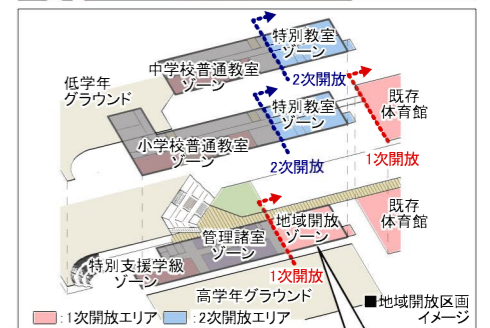 特別教室
ゾーン
中学校普通教室
ゾーン
2次開放
低学年
グラウンド
特別教室
ゾーン
既存
体育館
小学校普通教室
ゾーン
2次開放
1次開放
既存
体育館
地域開放
ゾーン
管理諸室
ゾーン
特別支援学級
ゾーン
1次開放
高学年グラウンド
■地域開放区画
イメージ
:1次開放エリア
:2次開放エリア